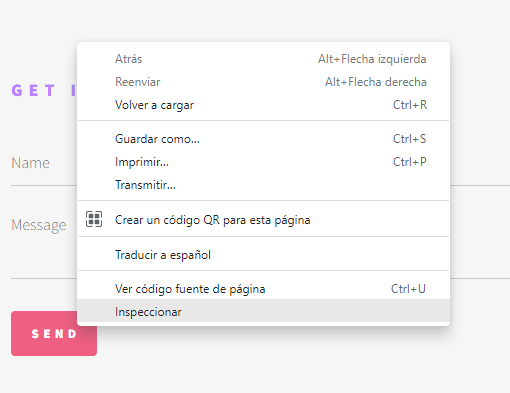 Atrás Alt+Flecha izquierda
Reenviar Alt+Flecha derecha
GET
Volver a cargar Ctrl+R
Guardar como... Ctrl+S
Name
Imprimir... Ctrl+P
Transmitir...
Crear un código QR para esta página
Message
Traducir a español
Ver código fuente de página Ctrl+U
Inspeccionar
SEND